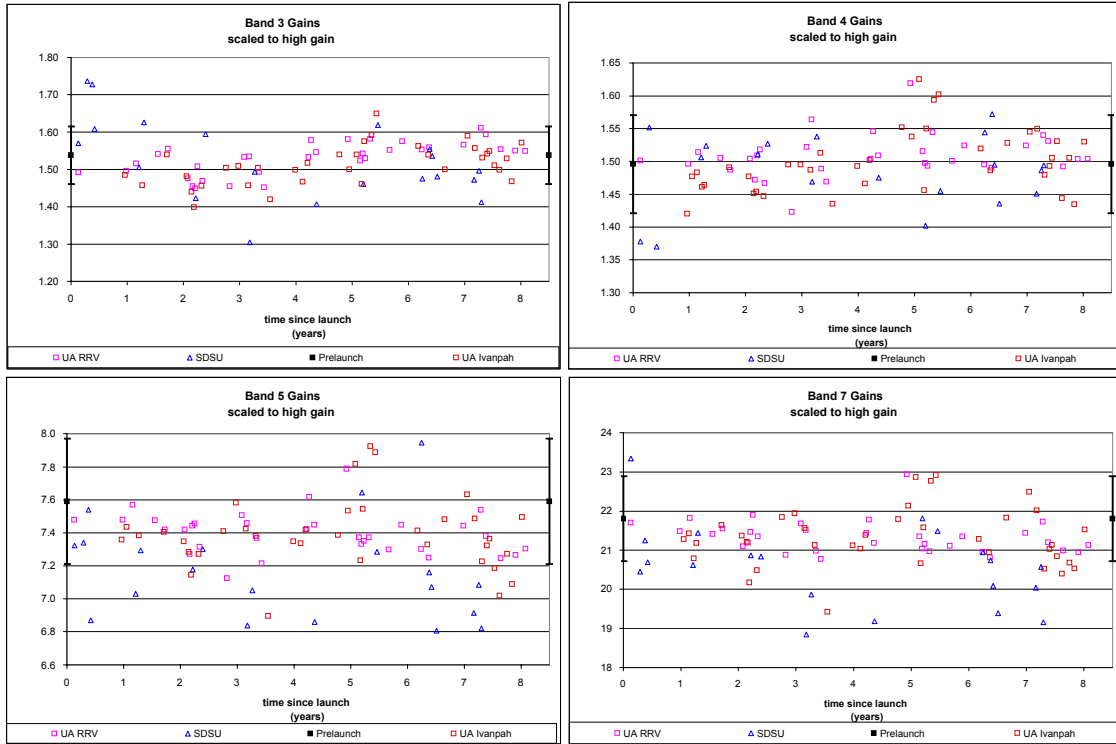 Band 3 Gains
scaled to high gain
1.80
1.70
1.60
1.50
1.40
1.30
1.20
0 1 2 3 4 5 6 7 8
time since launch
(years)
UA RRV SDSU Prelaunch UA Ivanpah
Band 4 Gains
scaled to high gain
1.65
1.60
1.55
1.50
1.45
1.40
1.35
1.30
0 1 2 3 4 5 6 7 8
time since launch
(years)
UA RRV SDSU Prelaunch UA Ivanpah
Band 5 Gains
scaled to high gain
8.0
7.8
7.6
7.4
7.2
7.0
6.8
6.6
0 1 2 3 4 5 6 7 8
time since launch
(years)
UA RRV SDSU Prelaunch UA Ivanpah
Band 7 Gains
scaled to high gain
24
23
22
21
20
19
18
0 1 2 3 4 5 6 7 8
time since launch
(years)
UA RRV SDSU Prelaunch UA Ivanpah